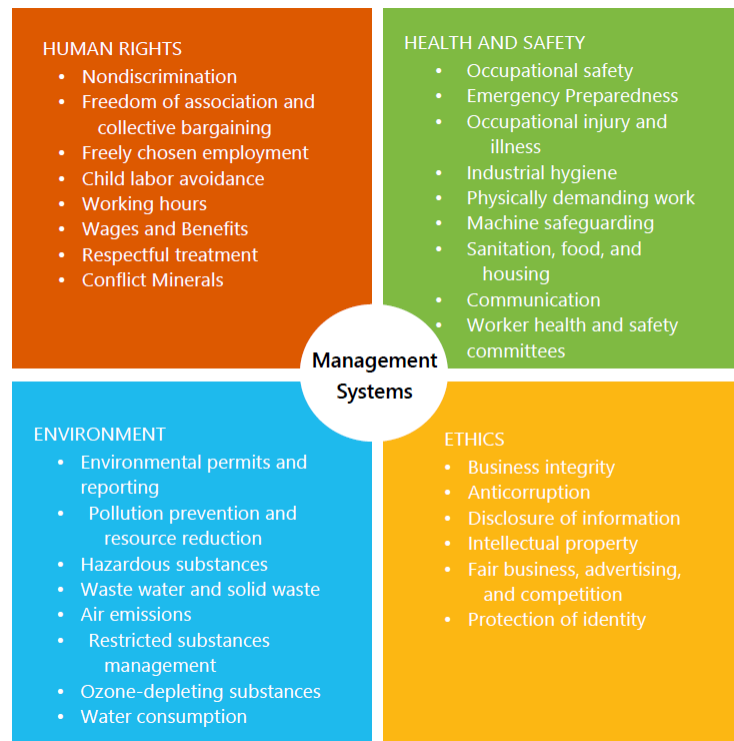 HUMAN RIGHTS
• Nondiscrimination
• Freedom of association and
collective bargaining
• Freely chosen employment
• Child labor avoidance
• Working hours
• Wages and Benefits
• Respectful treatment
• Conflict Minerals
HEALTH AND SAFETY
• Occupational safety
• Emergency Preparedness
• Occupational injury and
illness
• Industrial hygiene
• Physically demanding work
• Machine safeguarding
• Sanitation, food, and
housing
• Communication
• Worker health and safety
committees
Management
Systems
ENVIRONMENT
• Environmental permits and
reporting
• Pollution prevention and
resource reduction
• Hazardous substances
• Waste water and solid waste
• Air emissions
• Restricted substances
management
• Ozone-depleting substances
• Water consumption
ETHICS
• Business integrity
• Anticorruption
• Disclosure of information
• Intellectual property
• Fair business, advertising,
and competition
• Protection of identity